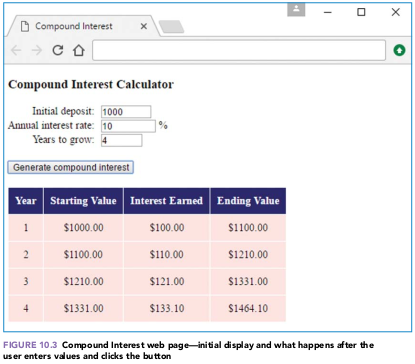 Compound Interest
Compound Interest Calculator
Initial deposit: 1000
Annual interest rate: 10 %
Years to grow: 4
Generate compound interest
Year Starting Value Interest Earned Ending Value
1 $1000.00 $100.00 $1100.00
2 $1100.00 $110.00 $1210.00
3 $1210.00 $121.00 $1331.00
4 $1331.00 $133.10 $1464.10
FIGURE 10.3 Compound Interest web page—initial display and what happens after the
user enters values and clicks the button